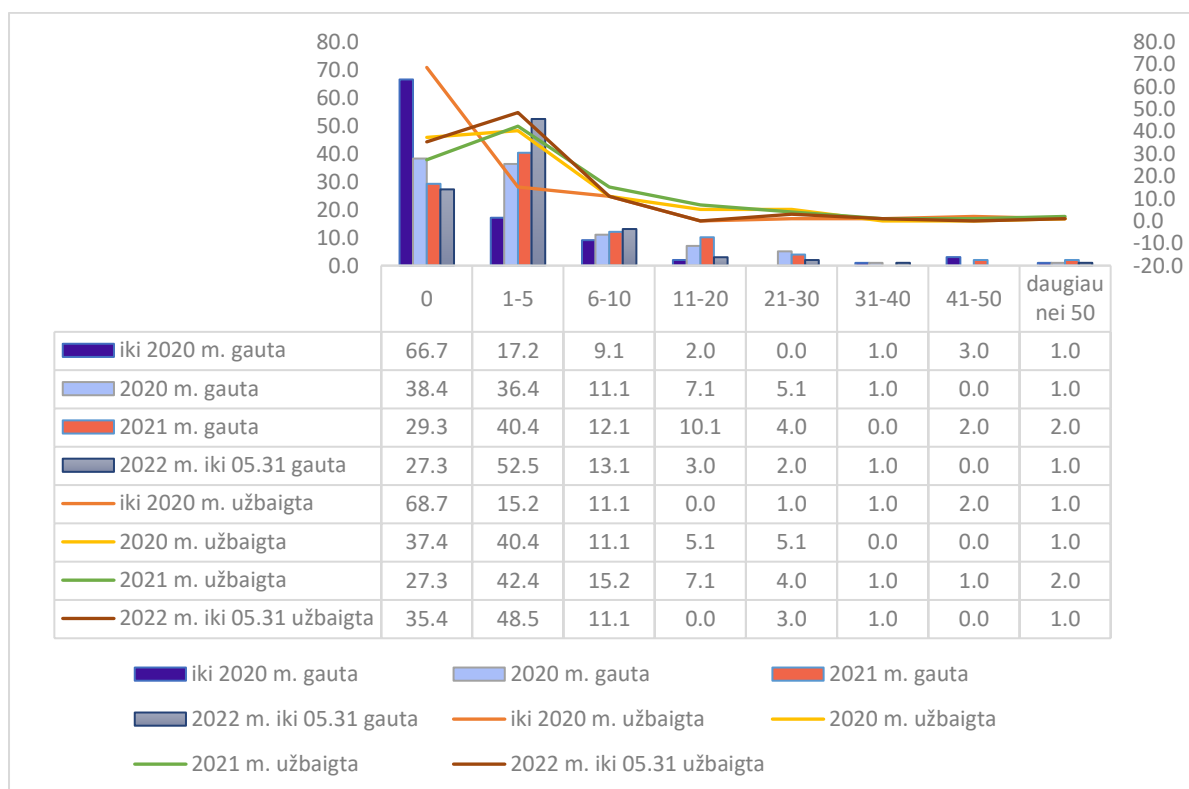 80.0 80.0
70.0 70.0
60.0 60.0
50.0 50.0
40.0 40.0
30.0 30.0
20.0 20.0
10.0 10.0
0.0 0.0
-10.0
-20.0
0 1-5 6-10 11-20 21-30 31-40 41-50 daugiau
nei 50
iki 2020 m. gauta 66.7 17.2 9.1 2.0 0.0 1.0 3.0 1.0
2020 m. gauta 38.4 36.4 11.1 7.1 5.1 1.0 0.0 1.0
2021 m. gauta 29.3 40.4 12.1 10.1 4.0 0.0 2.0 2.0
2022 m. iki 05.31 gauta 27.3 52.5 13.1 3.0 2.0 1.0 0.0 1.0
iki 2020 m. užbaigta 68.7 15.2 11.1 0.0 1.0 1.0 2.0 1.0
2020 m. užbaigta 37.4 40.4 11.1 5.1 5.1 0.0 0.0 1.0
2021 m. užbaigta 27.3 42.4 15.2 7.1 4.0 1.0 1.0 2.0
2022 m. iki 05.31 užbaigta 35.4 48.5 11.1 0.0 3.0 1.0 0.0 1.0
iki 2020 m. gauta 2020 m. gauta 2021 m. gauta
2022 m. iki 05.31 gauta iki 2020 m. užbaigta 2020 m. užbaigta
2021 m. užbaigta 2022 m. iki 05.31 užbaigta